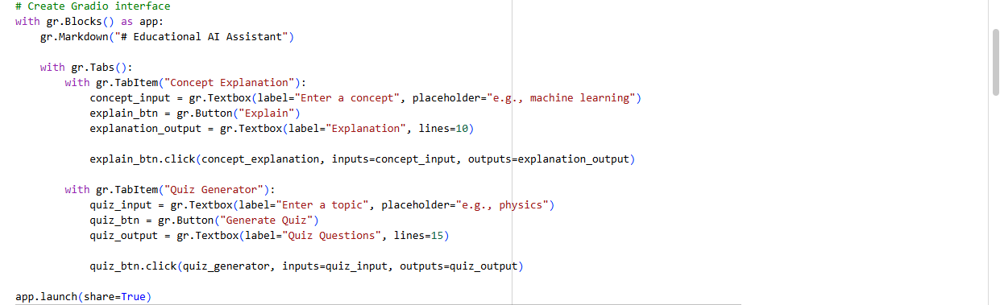 # Create Gradio interface
with gr.Blocks() as app:
    gr.Markdown("# Educational AI Assistant")

    with gr.Tabs():
        with gr.TabItem("Concept Explanation"):
            concept_input = gr.Textbox(label="Enter a concept", placeholder="e.g., machine learning")
            explain_btn = gr.Button("Explain")
            explanation_output = gr.Textbox(label="Explanation", lines=10)

            explain_btn.click(concept_explanation, inputs=concept_input, outputs=explanation_output)

        with gr.TabItem("Quiz Generator"):
            quiz_input = gr.Textbox(label="Enter a topic", placeholder="e.g., physics")
            quiz_btn = gr.Button("Generate Quiz")
            quiz_output = gr.Textbox(label="Quiz Questions", lines=15)

            quiz_btn.click(quiz_generator, inputs=quiz_input, outputs=quiz_output)

app.launch(share=True)